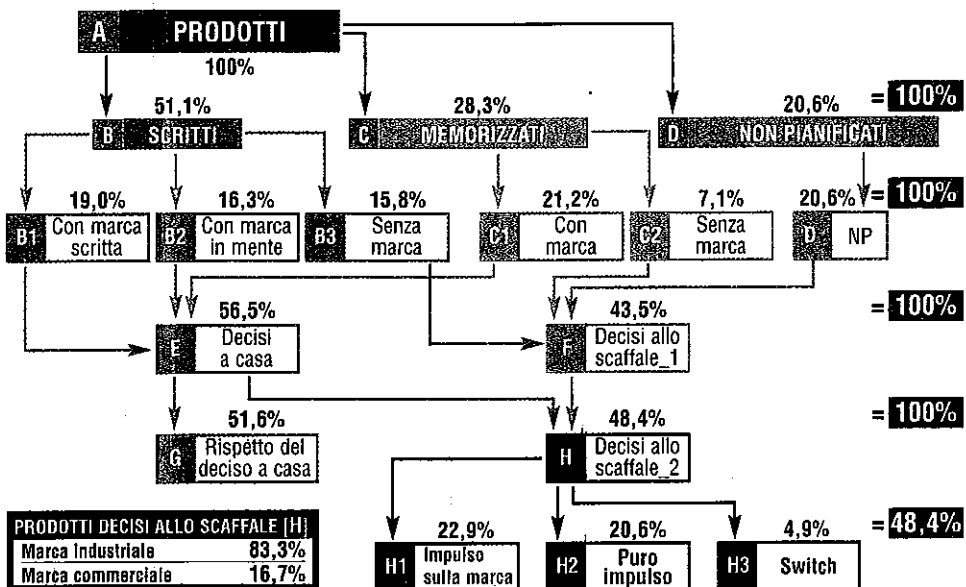 A PRODOTTI
100%
51,1% 28,3% 20,6% = 100%
B SCRITTI C MEMORIZZATI D NON PIANIFICATI
19,0% 16,3% 15,8% 21,2% 7,1% 20,6% = 100%
B1 Con marca scritta
B2 Con marca in mente
B3 Senza marca
C1 Con marca
C2 Senza marca
D NP
56,5% 43,5% = 100%
Decisi a casa
Decisi allo scaffale_1
51,6% 48,4% = 100%
G Rispetto del deciso a casa
H Decisi allo scaffale_2
22,9% 20,6% 4,9% = 48,4%
H1 Impulso sulla marca
H2 Puro impulso
H3 Switch
PRODOTTI DECISI ALLO SCAFFALE [H]
Marca industriale 83,3%
Marca commerciale 16,7%